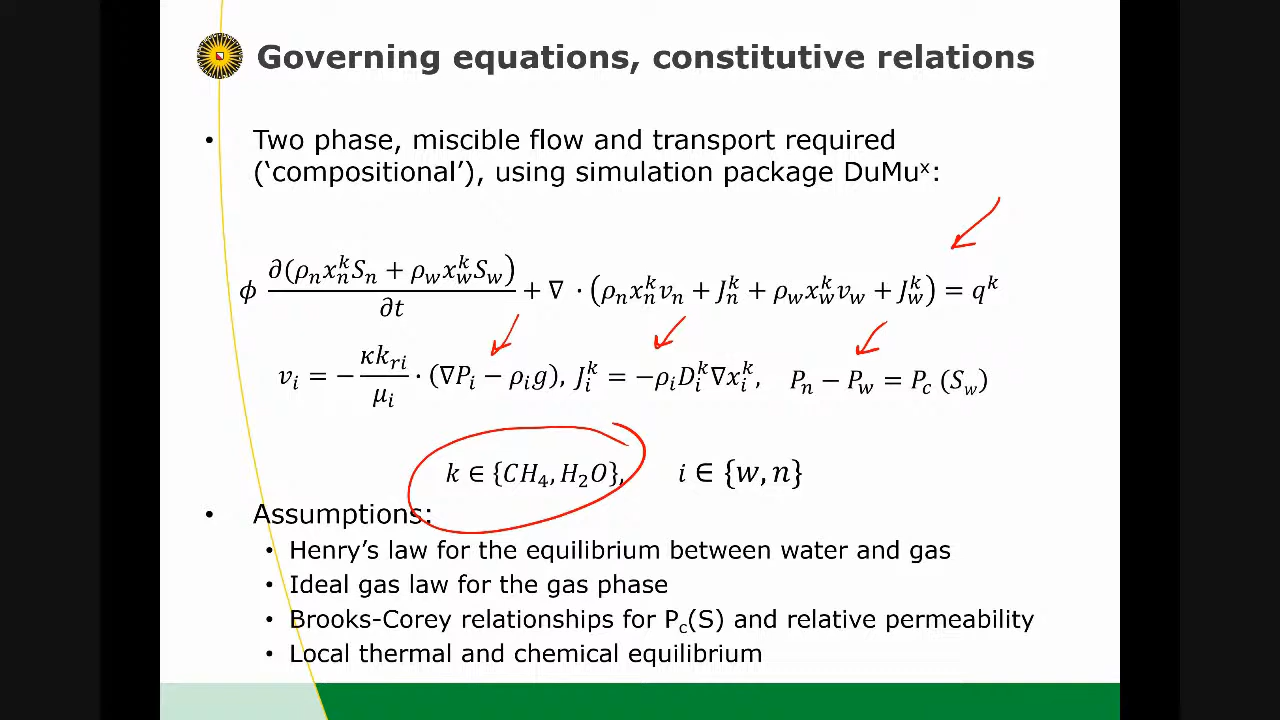 Governing equations, constitutive relations
• Two phase, miscible flow and transport required
(‘compositional’), using simulation package DuMuˣ:
ϕ ∂(ρₙxₙᵏSₙ + ρ_w x_wᵏ S_w)/∂t + ∇ · (ρₙxₙᵏvₙ + Jₙᵏ + ρ_w x_wᵏ v_w + J_wᵏ) = qᵏ
vᵢ = − κkᵣᵢ/μᵢ · (∇Pᵢ − ρᵢg), Jᵢᵏ = −ρᵢDᵢᵏ∇xᵢᵏ, Pₙ − P_w = P_c (S_w)
k ∈ {CH₄, H₂O}, i ∈ {w, n}
• Assumptions:
• Henry’s law for the equilibrium between water and gas
• Ideal gas law for the gas phase
• Brooks-Corey relationships for P_c(S) and relative permeability
• Local thermal and chemical equilibrium